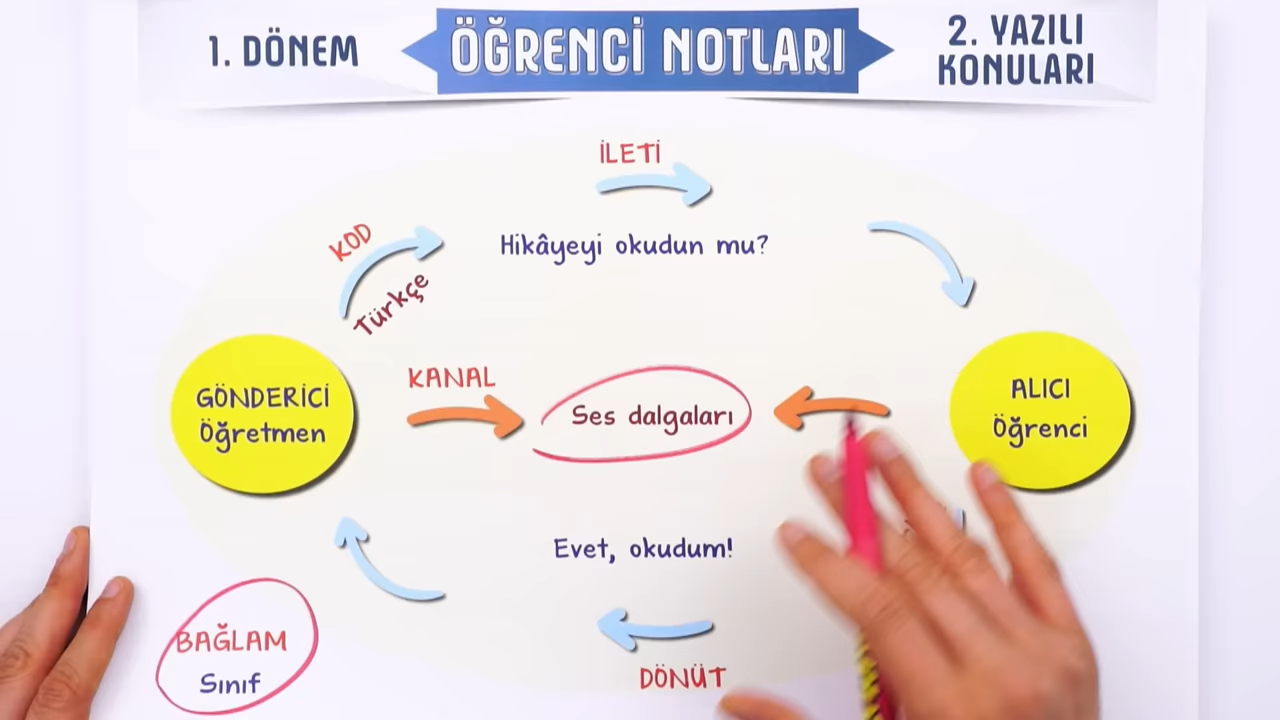 1. DÖNEM
ÖĞRENCİ NOTLARI
2. YAZILI
KONULARI
İLETİ
KOD
Hikâyeyi okudun mu?
Türkçe
GÖNDERİCİ
Öğretmen
KANAL
Ses dalgaları
ALICI
Öğrenci
Evet, okudum!
BAĞLAM
Sınıf
DÖNÜT